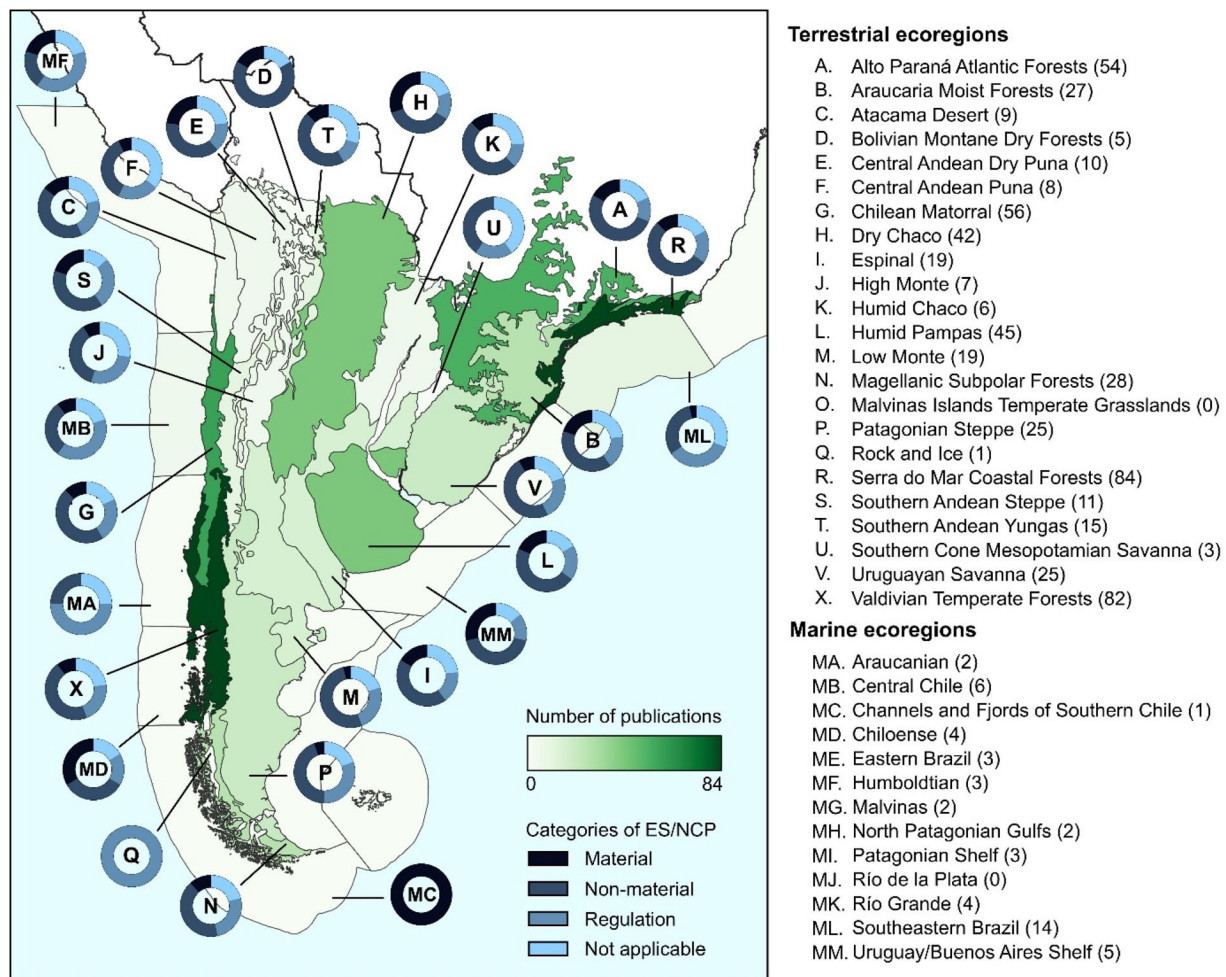 MF
D
H
E
T
K
F
A
C
U
R
S
J
MB
B
ML
V
G
L
MA
MM
I
X
M
MD
P
Q
N
MC
Number of publications
0 84
Categories of ES/NCP
Material
Non-material
Regulation
Not applicable
Terrestrial ecoregions
A. Alto Paraná Atlantic Forests (54)
B. Araucaria Moist Forests (27)
C. Atacama Desert (9)
D. Bolivian Montane Dry Forests (5)
E. Central Andean Dry Puna (10)
F. Central Andean Puna (8)
G. Chilean Matorral (56)
H. Dry Chaco (42)
I. Espinal (19)
J. High Monte (7)
K. Humid Chaco (6)
L. Humid Pampas (45)
M. Low Monte (19)
N. Magellanic Subpolar Forests (28)
O. Malvinas Islands Temperate Grasslands (0)
P. Patagonian Steppe (25)
Q. Rock and Ice (1)
R. Serra do Mar Coastal Forests (84)
S. Southern Andean Steppe (11)
T. Southern Andean Yungas (15)
U. Southern Cone Mesopotamian Savanna (3)
V. Uruguayan Savanna (25)
X. Valdivian Temperate Forests (82)
Marine ecoregions
MA. Araucanian (2)
MB. Central Chile (6)
MC. Channels and Fjords of Southern Chile (1)
MD. Chiloense (4)
ME. Eastern Brazil (3)
MF. Humboldtian (3)
MG. Malvinas (2)
MH. North Patagonian Gulfs (2)
MI. Patagonian Shelf (3)
MJ. Río de la Plata (0)
MK. Río Grande (4)
ML. Southeastern Brazil (14)
MM. Uruguay/Buenos Aires Shelf (5)